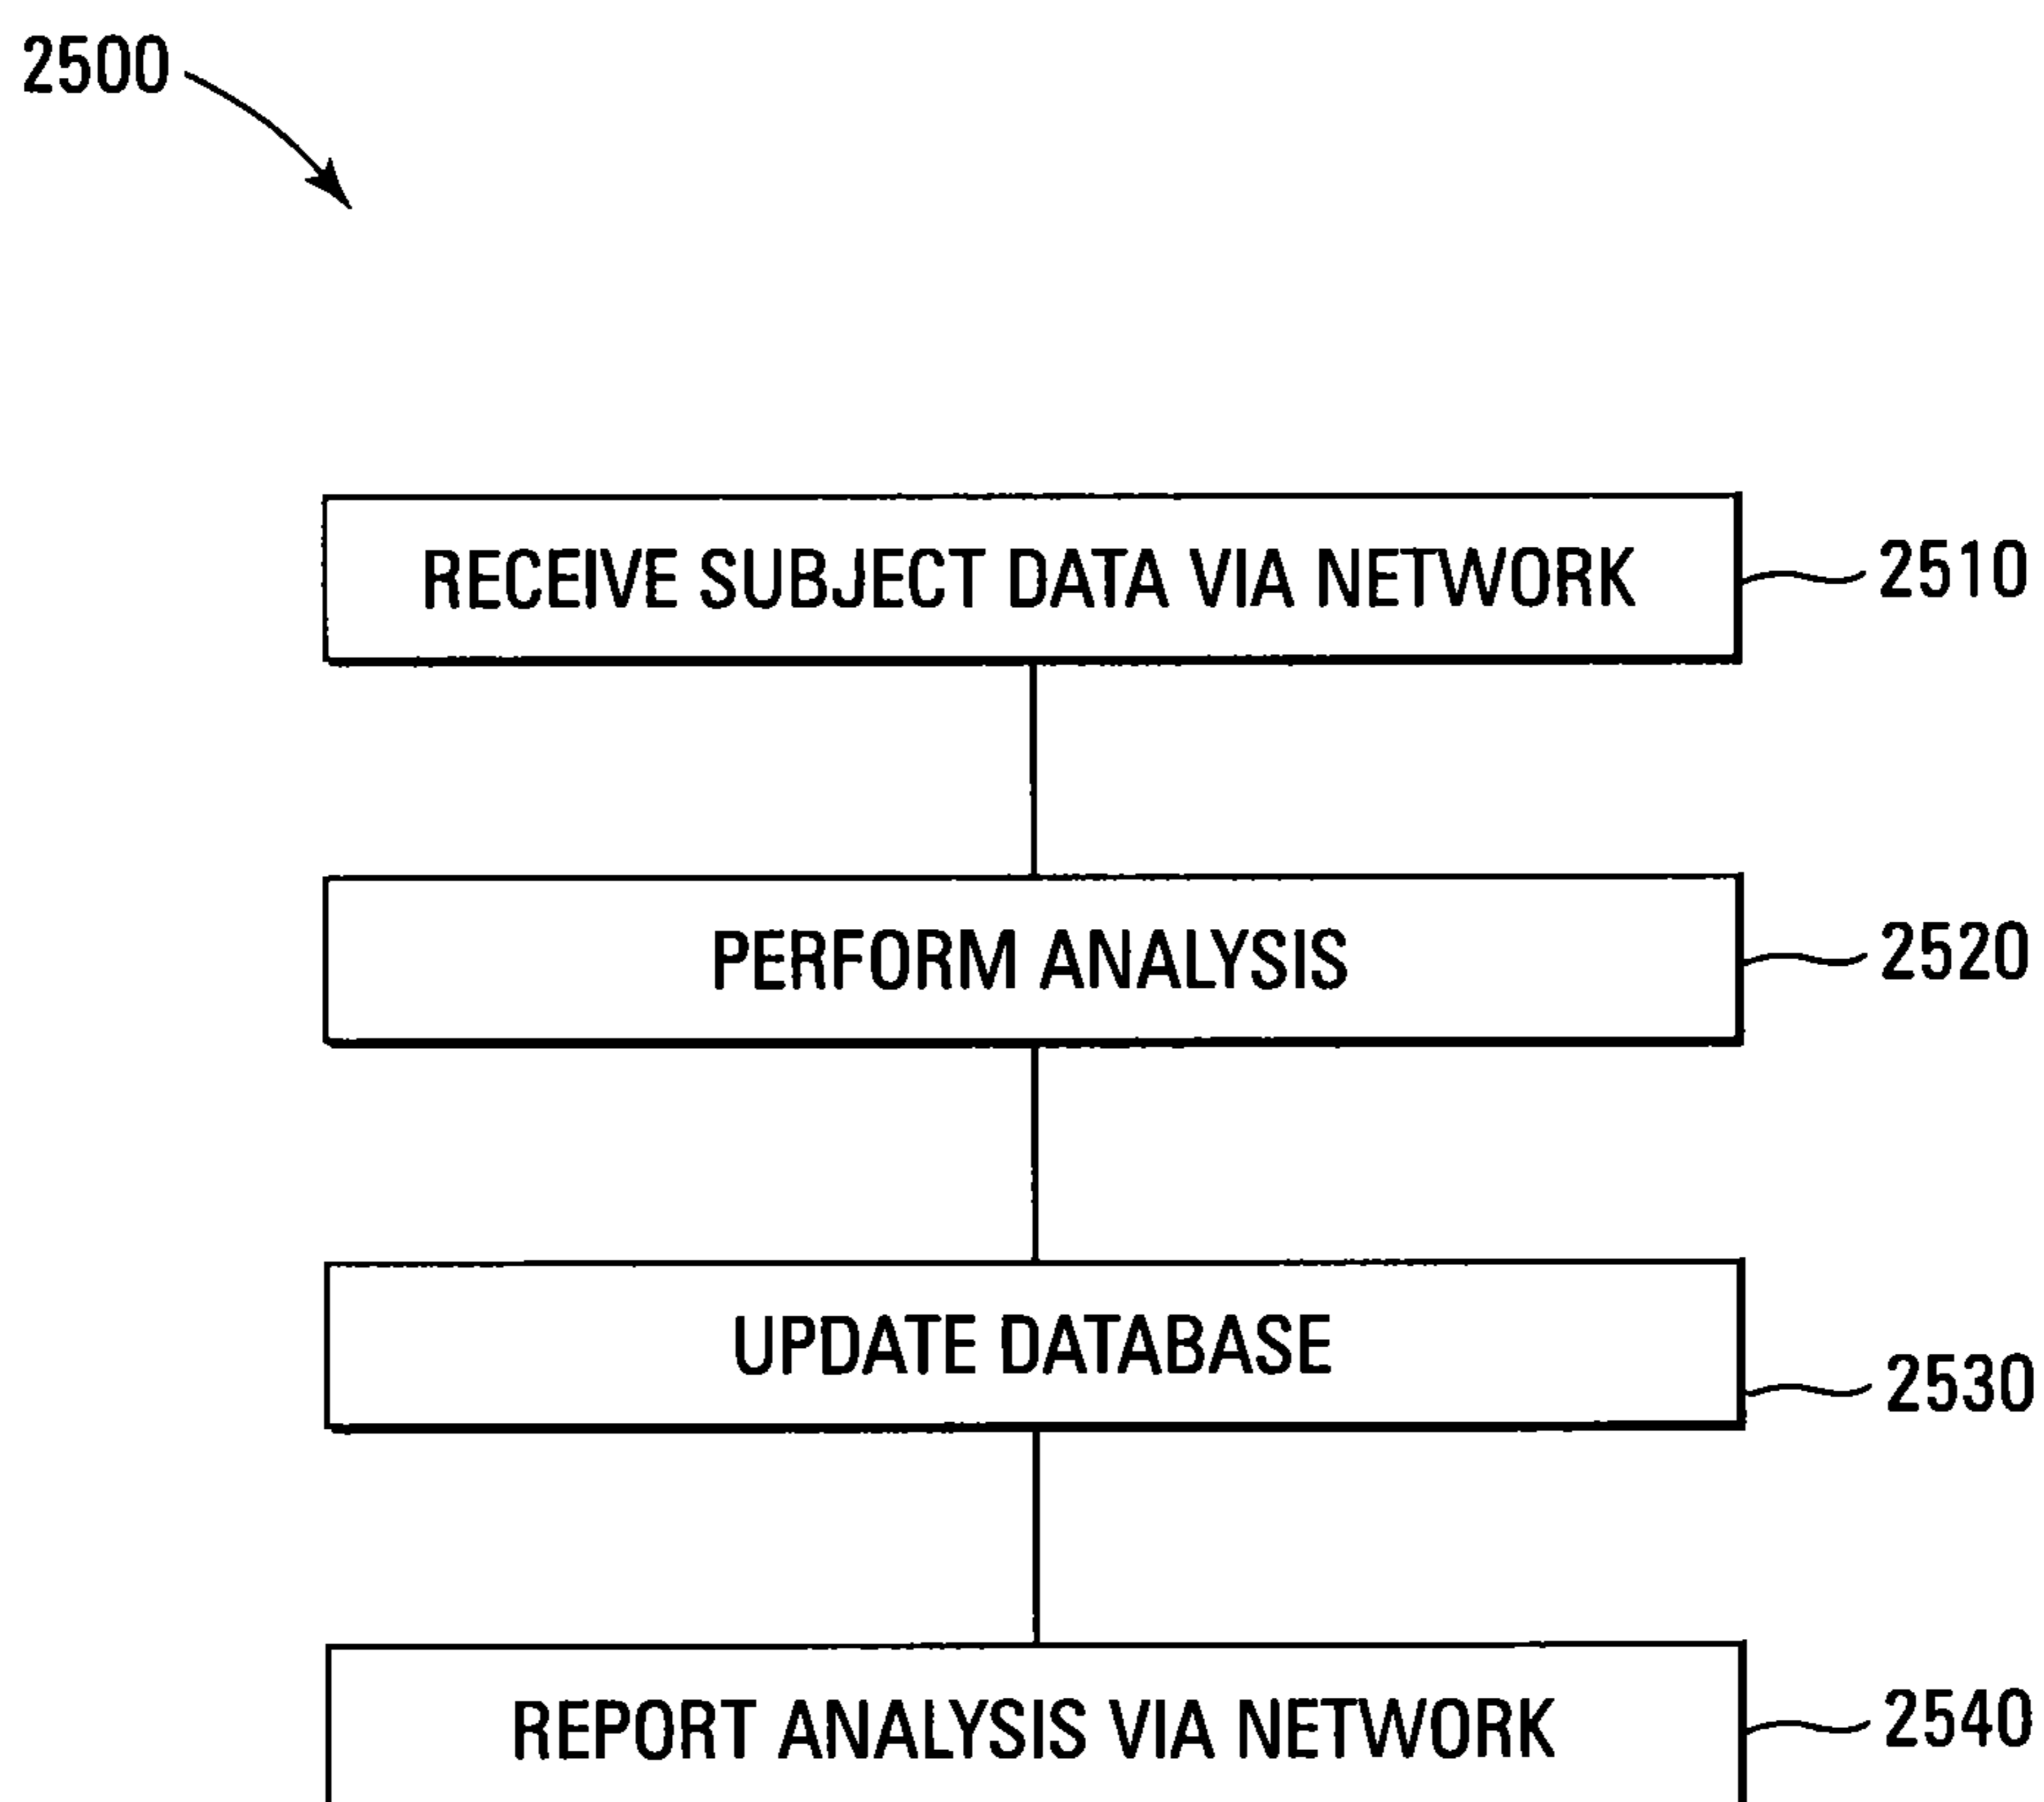 2500
RECEIVE SUBJECT DATA VIA NETWORK
2510
PERFORM ANALYSIS
2520
UPDATE DATABASE
2530
REPORT ANALYSIS VIA NETWORK
2540